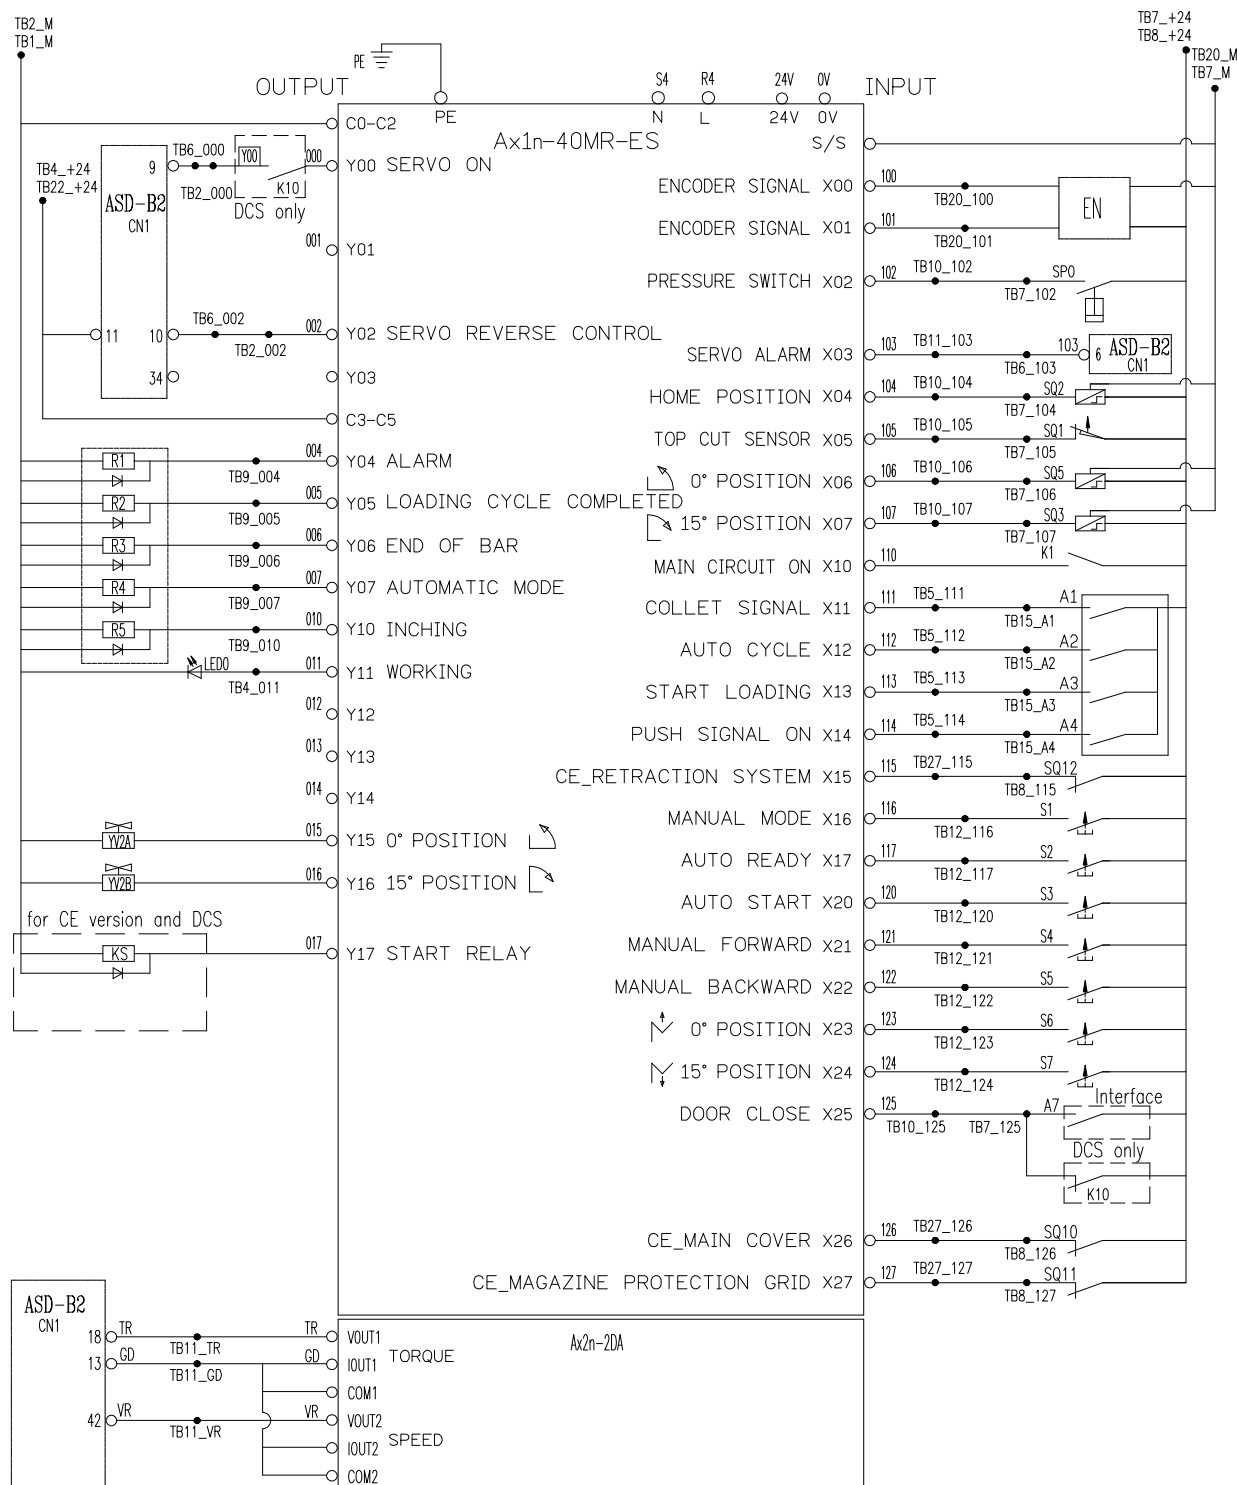 TB2_M
TB1_M
PE
OUTPUT
PE
S4
R4
24V
0V
N
L
24V
0V
INPUT
TB7_+24
TB8_+24
TB20_M
TB7_M
Ax1n-40MR-ES
S/S
C0-C2
TB4_+24
TB22_+24
ASD-B2
CN1
9
11
10
34
TB6_000
TB2_000
Y00
K10
DCS only
000
Y00 SERVO ON
001
Y01
TB6_002
TB2_002
002
Y02 SERVO REVERSE CONTROL
Y03
C3-C5
R1
TB9_004
004
Y04 ALARM
R2
TB9_005
005
Y05 LOADING CYCLE COMPLETED
R3
TB9_006
006
Y06 END OF BAR
R4
TB9_007
007
Y07 AUTOMATIC MODE
R5
TB9_010
010
Y10 INCHING
LED0
TB4_011
011
Y11 WORKING
012
Y12
013
Y13
014
Y14
YV2A
015
Y15 0° POSITION
YV2B
016
Y16 15° POSITION
for CE version and DCS
KS
017
Y17 START RELAY
ENCODER SIGNAL X00
100
TB20_100
EN
ENCODER SIGNAL X01
101
TB20_101
PRESSURE SWITCH X02
102
TB10_102
TB7_102
SP0
SERVO ALARM X03
103
TB11_103
TB6_103
103
6
ASD-B2
CN1
HOME POSITION X04
104
TB10_104
TB7_104
SQ2
TOP CUT SENSOR X05
105
TB10_105
TB7_105
SQ1
0° POSITION X06
106
TB10_106
TB7_106
SQ5
15° POSITION X07
107
TB10_107
TB7_107
SQ3
MAIN CIRCUIT ON X10
110
K1
COLLET SIGNAL X11
111
TB5_111
TB15_A1
A1
AUTO CYCLE X12
112
TB5_112
TB15_A2
A2
START LOADING X13
113
TB5_113
TB15_A3
A3
PUSH SIGNAL ON X14
114
TB5_114
TB15_A4
A4
CE_RETRACTION SYSTEM X15
115
TB27_115
TB8_115
SQ12
MANUAL MODE X16
116
TB12_116
S1
AUTO READY X17
117
TB12_117
S2
AUTO START X20
120
TB12_120
S3
MANUAL FORWARD X21
121
TB12_121
S4
MANUAL BACKWARD X22
122
TB12_122
S5
0° POSITION X23
123
TB12_123
S6
15° POSITION X24
124
TB12_124
S7
DOOR CLOSE X25
125
TB10_125
TB7_125
A7
Interface
DCS only
K10
CE_MAIN COVER X26
126
TB27_126
TB8_126
SQ10
CE_MAGAZINE PROTECTION GRID X27
127
TB27_127
TB8_127
SQ11
ASD-B2
CN1
18
TR
TB11_TR
TR
VOUT1
13
GD
TB11_GD
GD
IOUT1
TORQUE
COM1
42
VR
TB11_VR
VR
VOUT2
IOUT2
SPEED
COM2
Ax2n-2DA